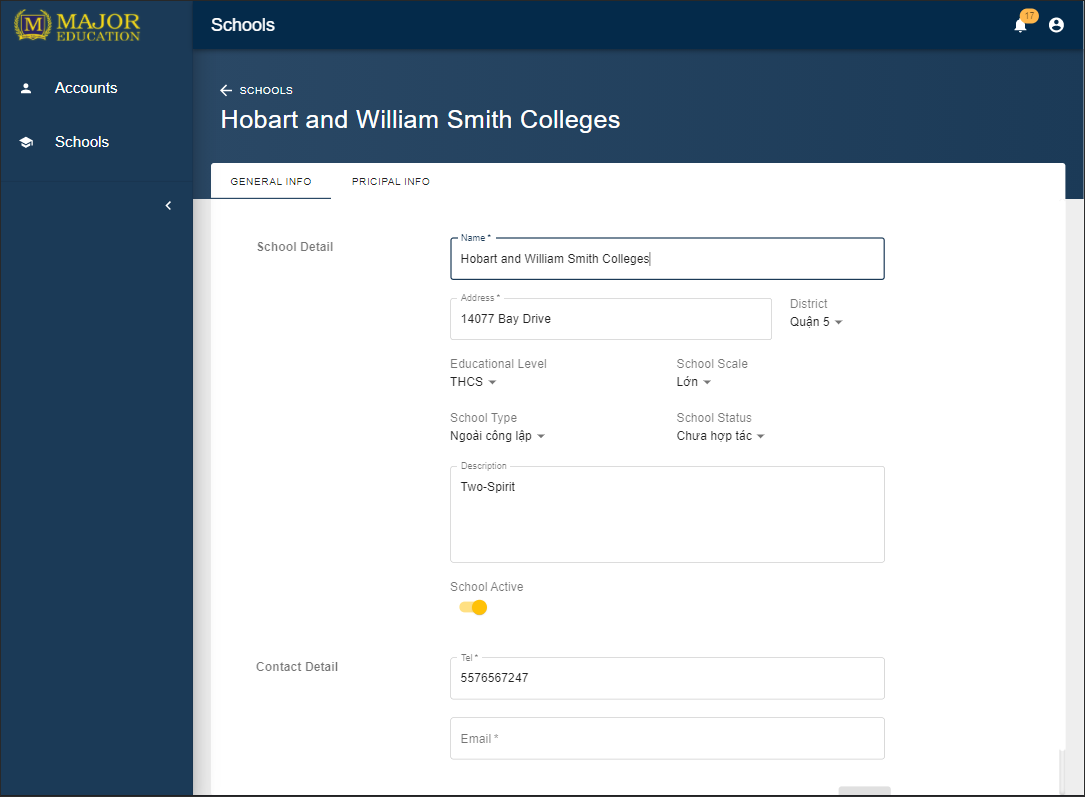 MAJOR
EDUCATION
M
Schools
17
Accounts
Schools
SCHOOLS
Hobart and William Smith Colleges
GENERAL INFO
PRICIPAL INFO
School Detail
Name *
Hobart and William Smith Colleges
Address *
14077 Bay Drive
District
Quận 5
Educational Level
THCS
School Scale
Lớn
School Type
Ngoài công lập
School Status
Chưa hợp tác
Description
Two-Spirit
School Active
Contact Detail
Tel *
5576567247
Email *